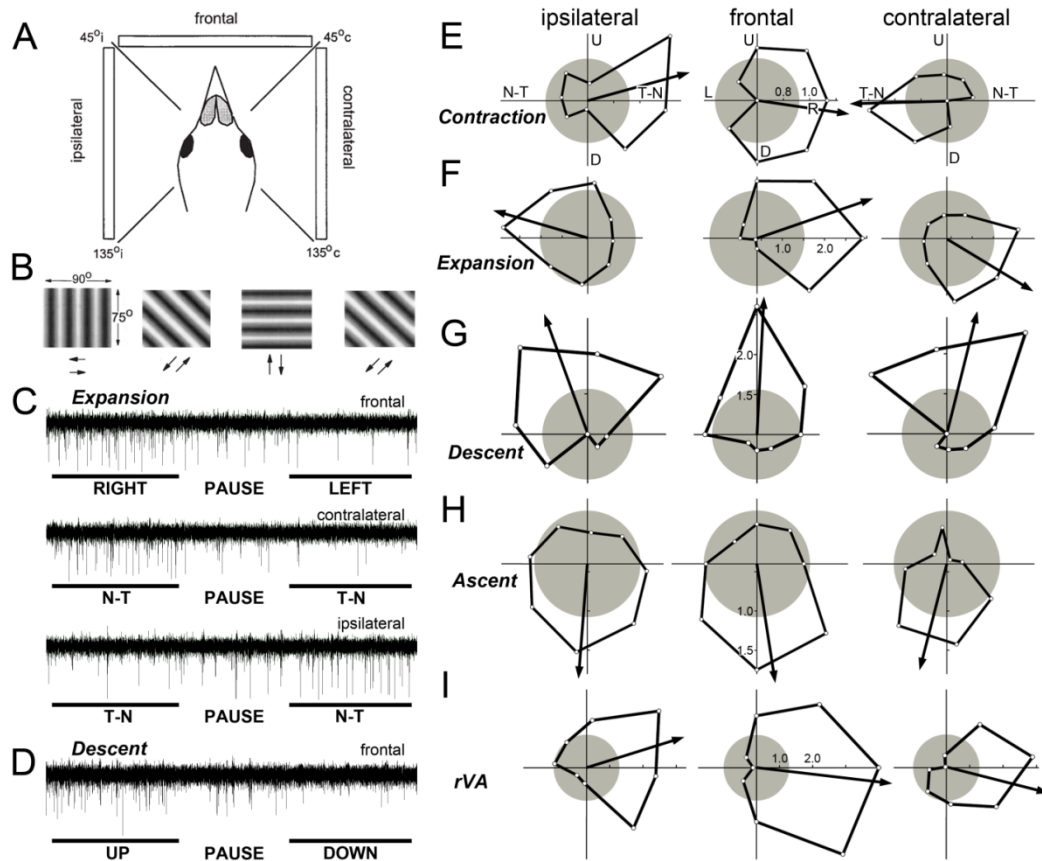 A
frontal
45°i
45°c
ipsilateral
contralateral
135°i
135°c
B
90°
75°
C
Expansion
frontal
RIGHT PAUSE LEFT
contralateral
N-T PAUSE T-N
ipsilateral
T-N PAUSE N-T
D
Descent
frontal
UP PAUSE DOWN
ipsilateral frontal contralateral
E
U U U
N-T T-N L 0.8 1.0 R T-N N-T
Contraction
D D D
F
1.0 2.0
Expansion
G
2.0
1.5
Descent
H
Ascent
1.0
1.5
I
1.0 2.0
rVA